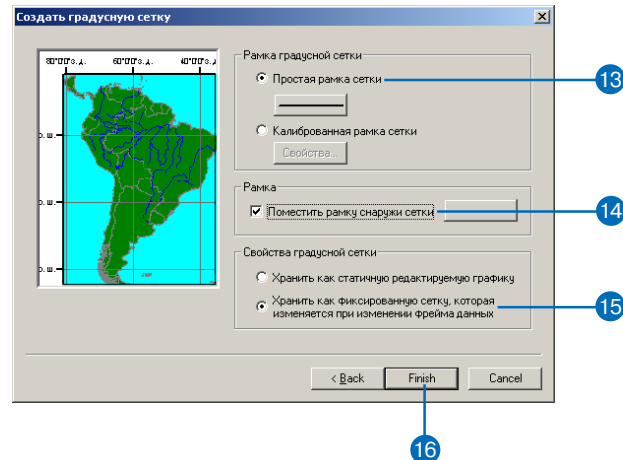 Создать градусную сетку
80°0'0"з.д. 60°0'0"з.д. 40°0'0"з.д
о.ш.
о.ш.
о.ш.
Рамка градусной сетки
Простая рамка сетки
13
Калиброванная рамка сетки
Свойства...
Рамка
Поместить рамку снаружи сетки
14
Свойства градусной сетки
Хранить как статичную редактируемую графику
Хранить как фиксированную сетку, которая
изменяется при изменении фрейма данных
15
< Back Finish Cancel
16